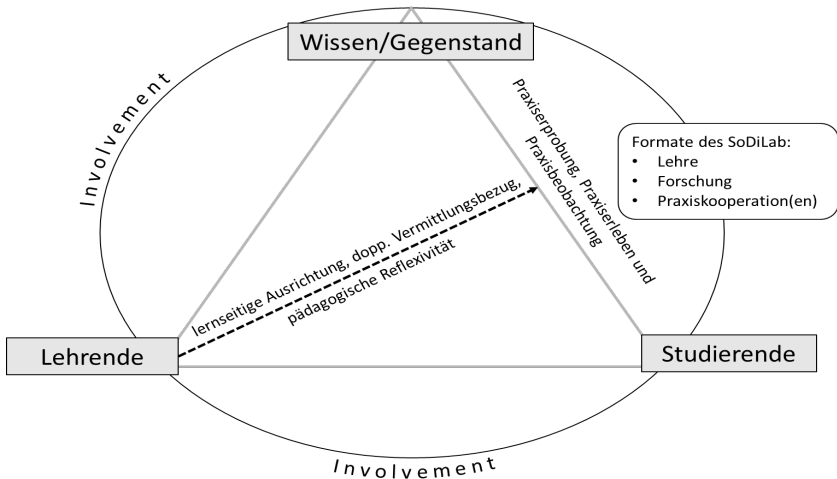 Wissen/Gegenstand
Involvement
Praxiserprobung, Praxiserleben und
Praxisbeobachtung
Formate des SoDiLab:
• Lehre
• Forschung
• Praxiskooperation(en)
lernseitige Ausrichtung, dopp. Vermittlungsbezug,
pädagogische Reflexivität
Lehrende
Studierende
Involvement